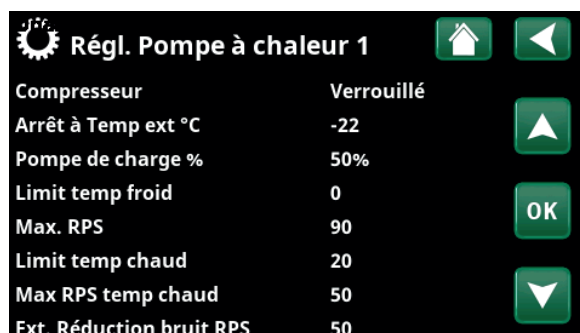 Régl. Pompe à chaleur 1
Compresseur Verrouillé
Arrêt à Temp ext °C -22
Pompe de charge % 50%
Limit temp froid 0
OK
Max. RPS 90
Limit temp chaud 20
Max RPS temp chaud 50
Ext. Réduction bruit RPS 50